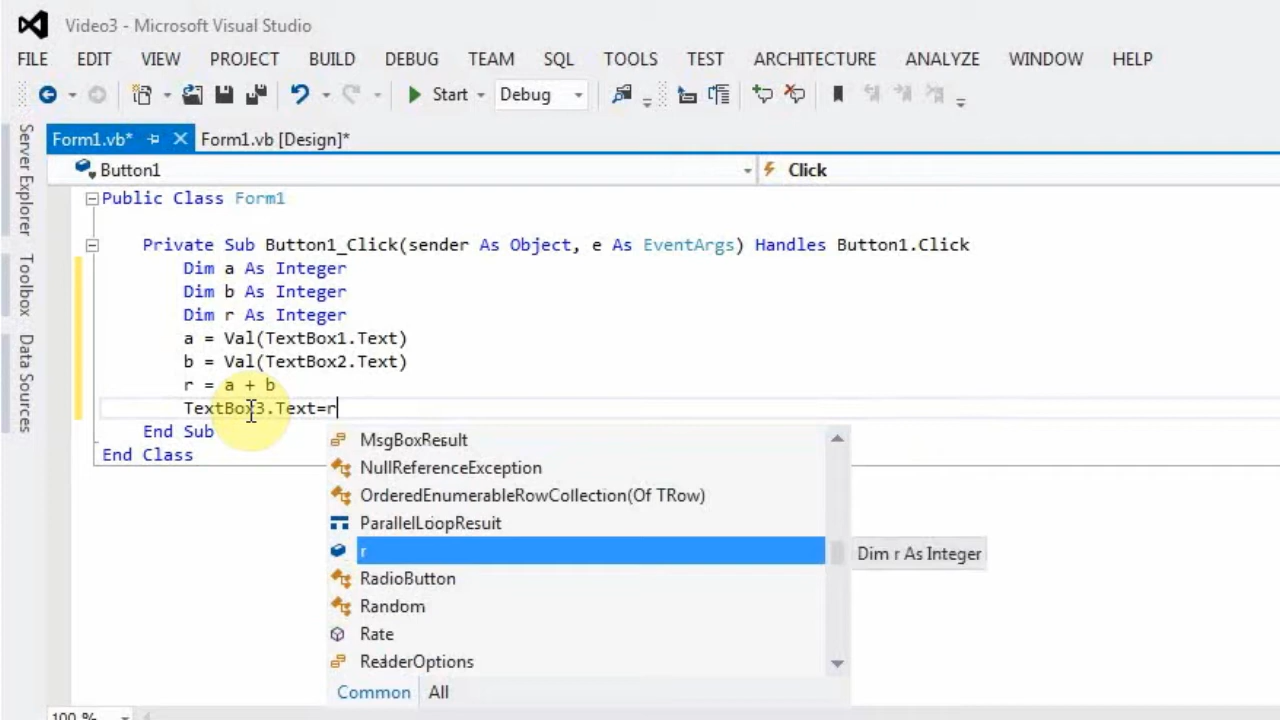 Video3 - Microsoft Visual Studio
FILE EDIT VIEW PROJECT BUILD DEBUG TEAM SQL TOOLS TEST ARCHITECTURE ANALYZE WINDOW HELP
Start Debug
Form1.vb* Form1.vb [Design]*
Button1 Click
Server Explorer
Toolbox
Data Sources
Public Class Form1
Private Sub Button1_Click(sender As Object, e As EventArgs) Handles Button1.Click
Dim a As Integer
Dim b As Integer
Dim r As Integer
a = Val(TextBox1.Text)
b = Val(TextBox2.Text)
r = a + b
TextBox3.Text=r
End Sub
End Class
MsgBoxResult
NullReferenceException
OrderedEnumerableRowCollection(Of TRow)
ParallelLoopResult
r Dim r As Integer
RadioButton
Random
Rate
ReaderOptions
Common All
100 %